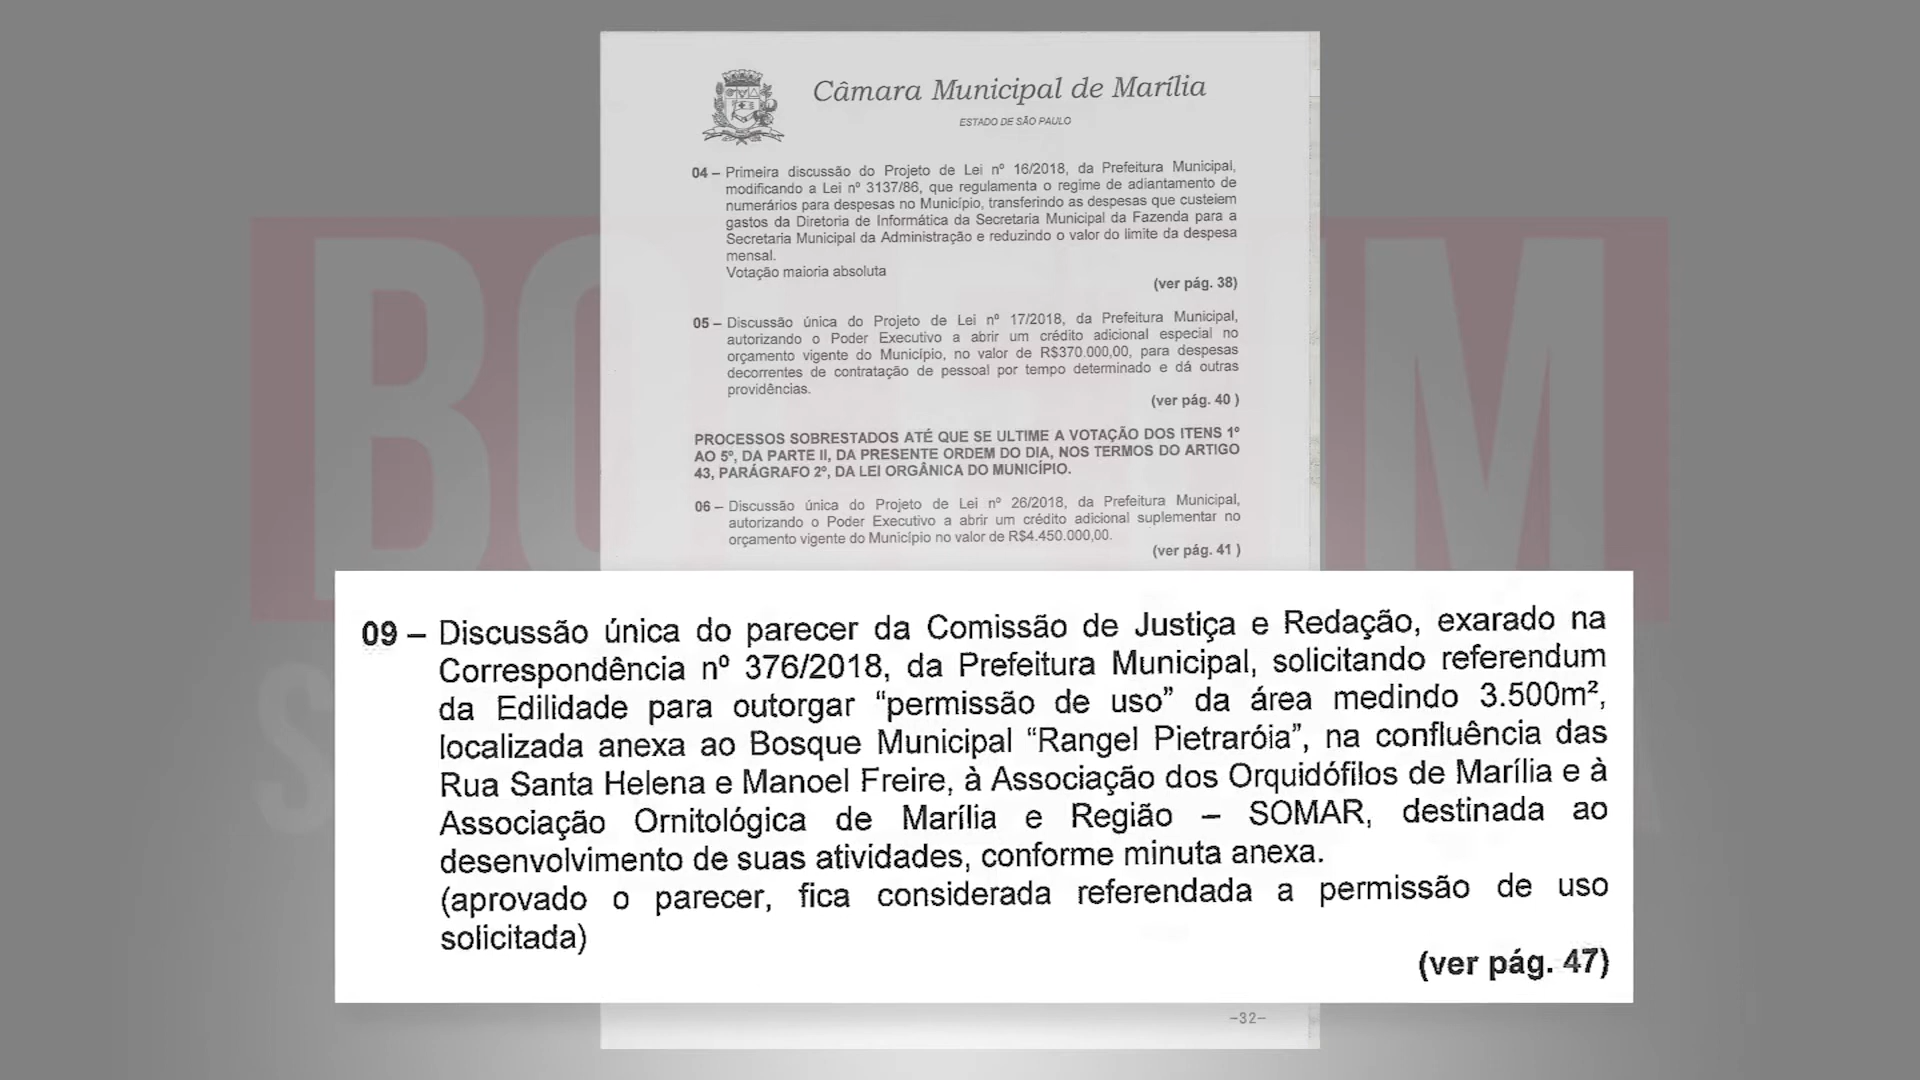 Câmara Municipal de Marília
ESTADO DE SÃO PAULO
04 – Primeira discussão do Projeto de Lei nº 16/2018, da Prefeitura Municipal,
modificando a Lei nº 3137/86, que regulamenta o regime de adiantamento de
numerários para despesas no Município, transferindo as despesas que custeiem
gastos da Diretoria de Informática da Secretaria Municipal da Fazenda para a
Secretaria Municipal da Administração e reduzindo o valor do limite da despesa
mensal.
Votação maioria absoluta
(ver pág. 38)
05 – Discussão única do Projeto de Lei nº 17/2018, da Prefeitura Municipal,
autorizando o Poder Executivo a abrir um crédito adicional especial no
orçamento vigente do Município, no valor de R$370.000,00, para despesas
decorrentes de contratação de pessoal por tempo determinado e dá outras
providências.
(ver pág. 40 )
PROCESSOS SOBRESTADOS ATÉ QUE SE ULTIME A VOTAÇÃO DOS ITENS 1º
AO 5º, DA PARTE II, DA PRESENTE ORDEM DO DIA, NOS TERMOS DO ARTIGO
43, PARÁGRAFO 2º, DA LEI ORGÂNICA DO MUNICÍPIO.
06 – Discussão única do Projeto de Lei nº 26/2018, da Prefeitura Municipal,
autorizando o Poder Executivo a abrir um crédito adicional suplementar no
orçamento vigente do Município no valor de R$4.450.000,00.
(ver pág. 41 )
09 – Discussão única do parecer da Comissão de Justiça e Redação, exarado na
Correspondência nº 376/2018, da Prefeitura Municipal, solicitando referendum
da Edilidade para outorgar “permissão de uso” da área medindo 3.500m²,
localizada anexa ao Bosque Municipal “Rangel Pietraróia”, na confluência das
Rua Santa Helena e Manoel Freire, à Associação dos Orquidófilos de Marília e à
Associação Ornitológica de Marília e Região – SOMAR, destinada ao
desenvolvimento de suas atividades, conforme minuta anexa.
(aprovado o parecer, fica considerada referendada a permissão de uso
solicitada)
(ver pág. 47)
–32–